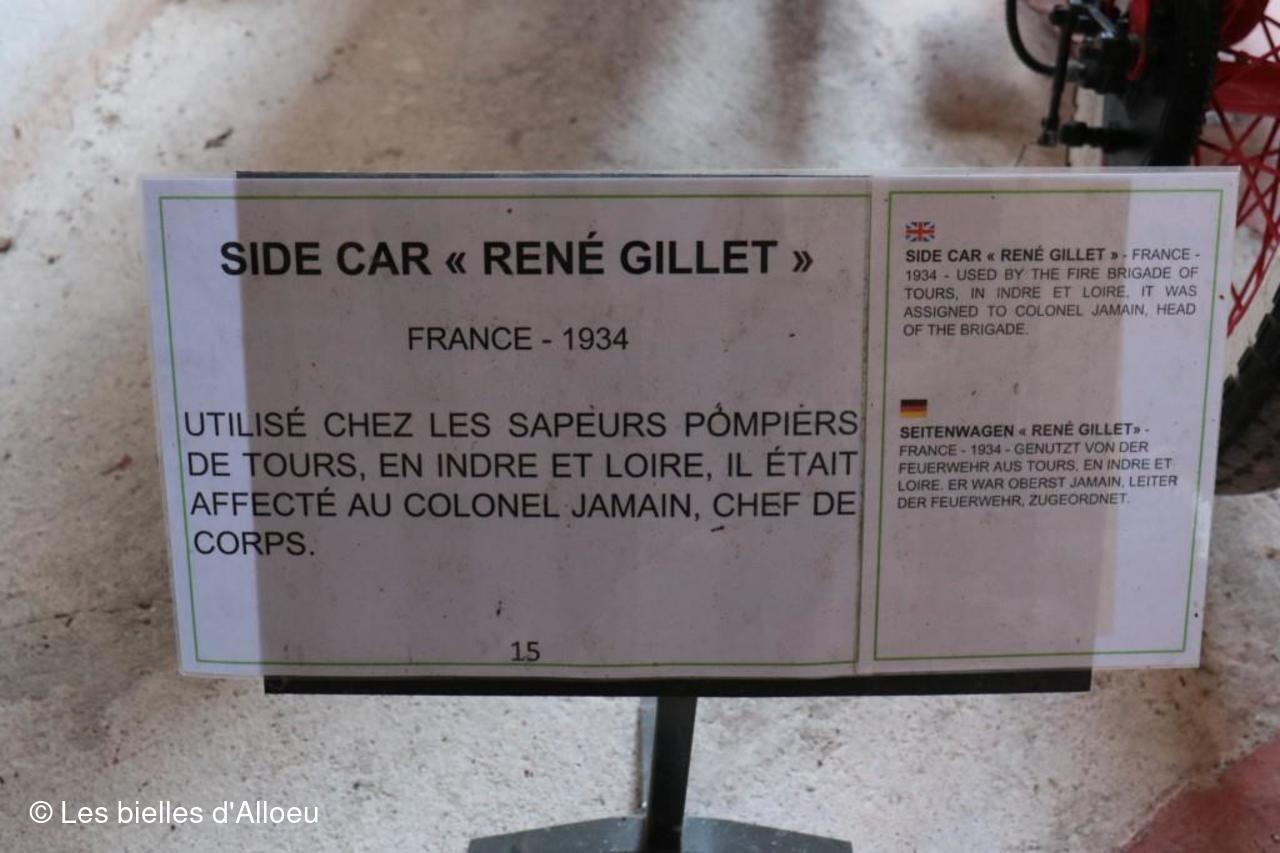 SIDE CAR « RENÉ GILLET »
FRANCE - 1934
UTILISÉ CHEZ LES SAPEURS POMPIERS
DE TOURS, EN INDRE ET LOIRE, IL ÉTAIT
AFFECTÉ AU COLONEL JAMAIN, CHEF DE
CORPS.
15
SIDE CAR « RENÉ GILLET » - FRANCE -
1934 - USED BY THE FIRE BRIGADE OF
TOURS, IN INDRE ET LOIRE, IT WAS
ASSIGNED TO COLONEL JAMAIN, HEAD
OF THE BRIGADE.
SEITENWAGEN « RENÉ GILLET» -
FRANCE - 1934 - GENUTZT VON DER
FEUERWEHR AUS TOURS, EN INDRE ET
LOIRE. ER WAR OBERST JAMAIN, LEITER
DER FEUERWEHR, ZUGEORDNET.
© Les bielles d'Alloeu